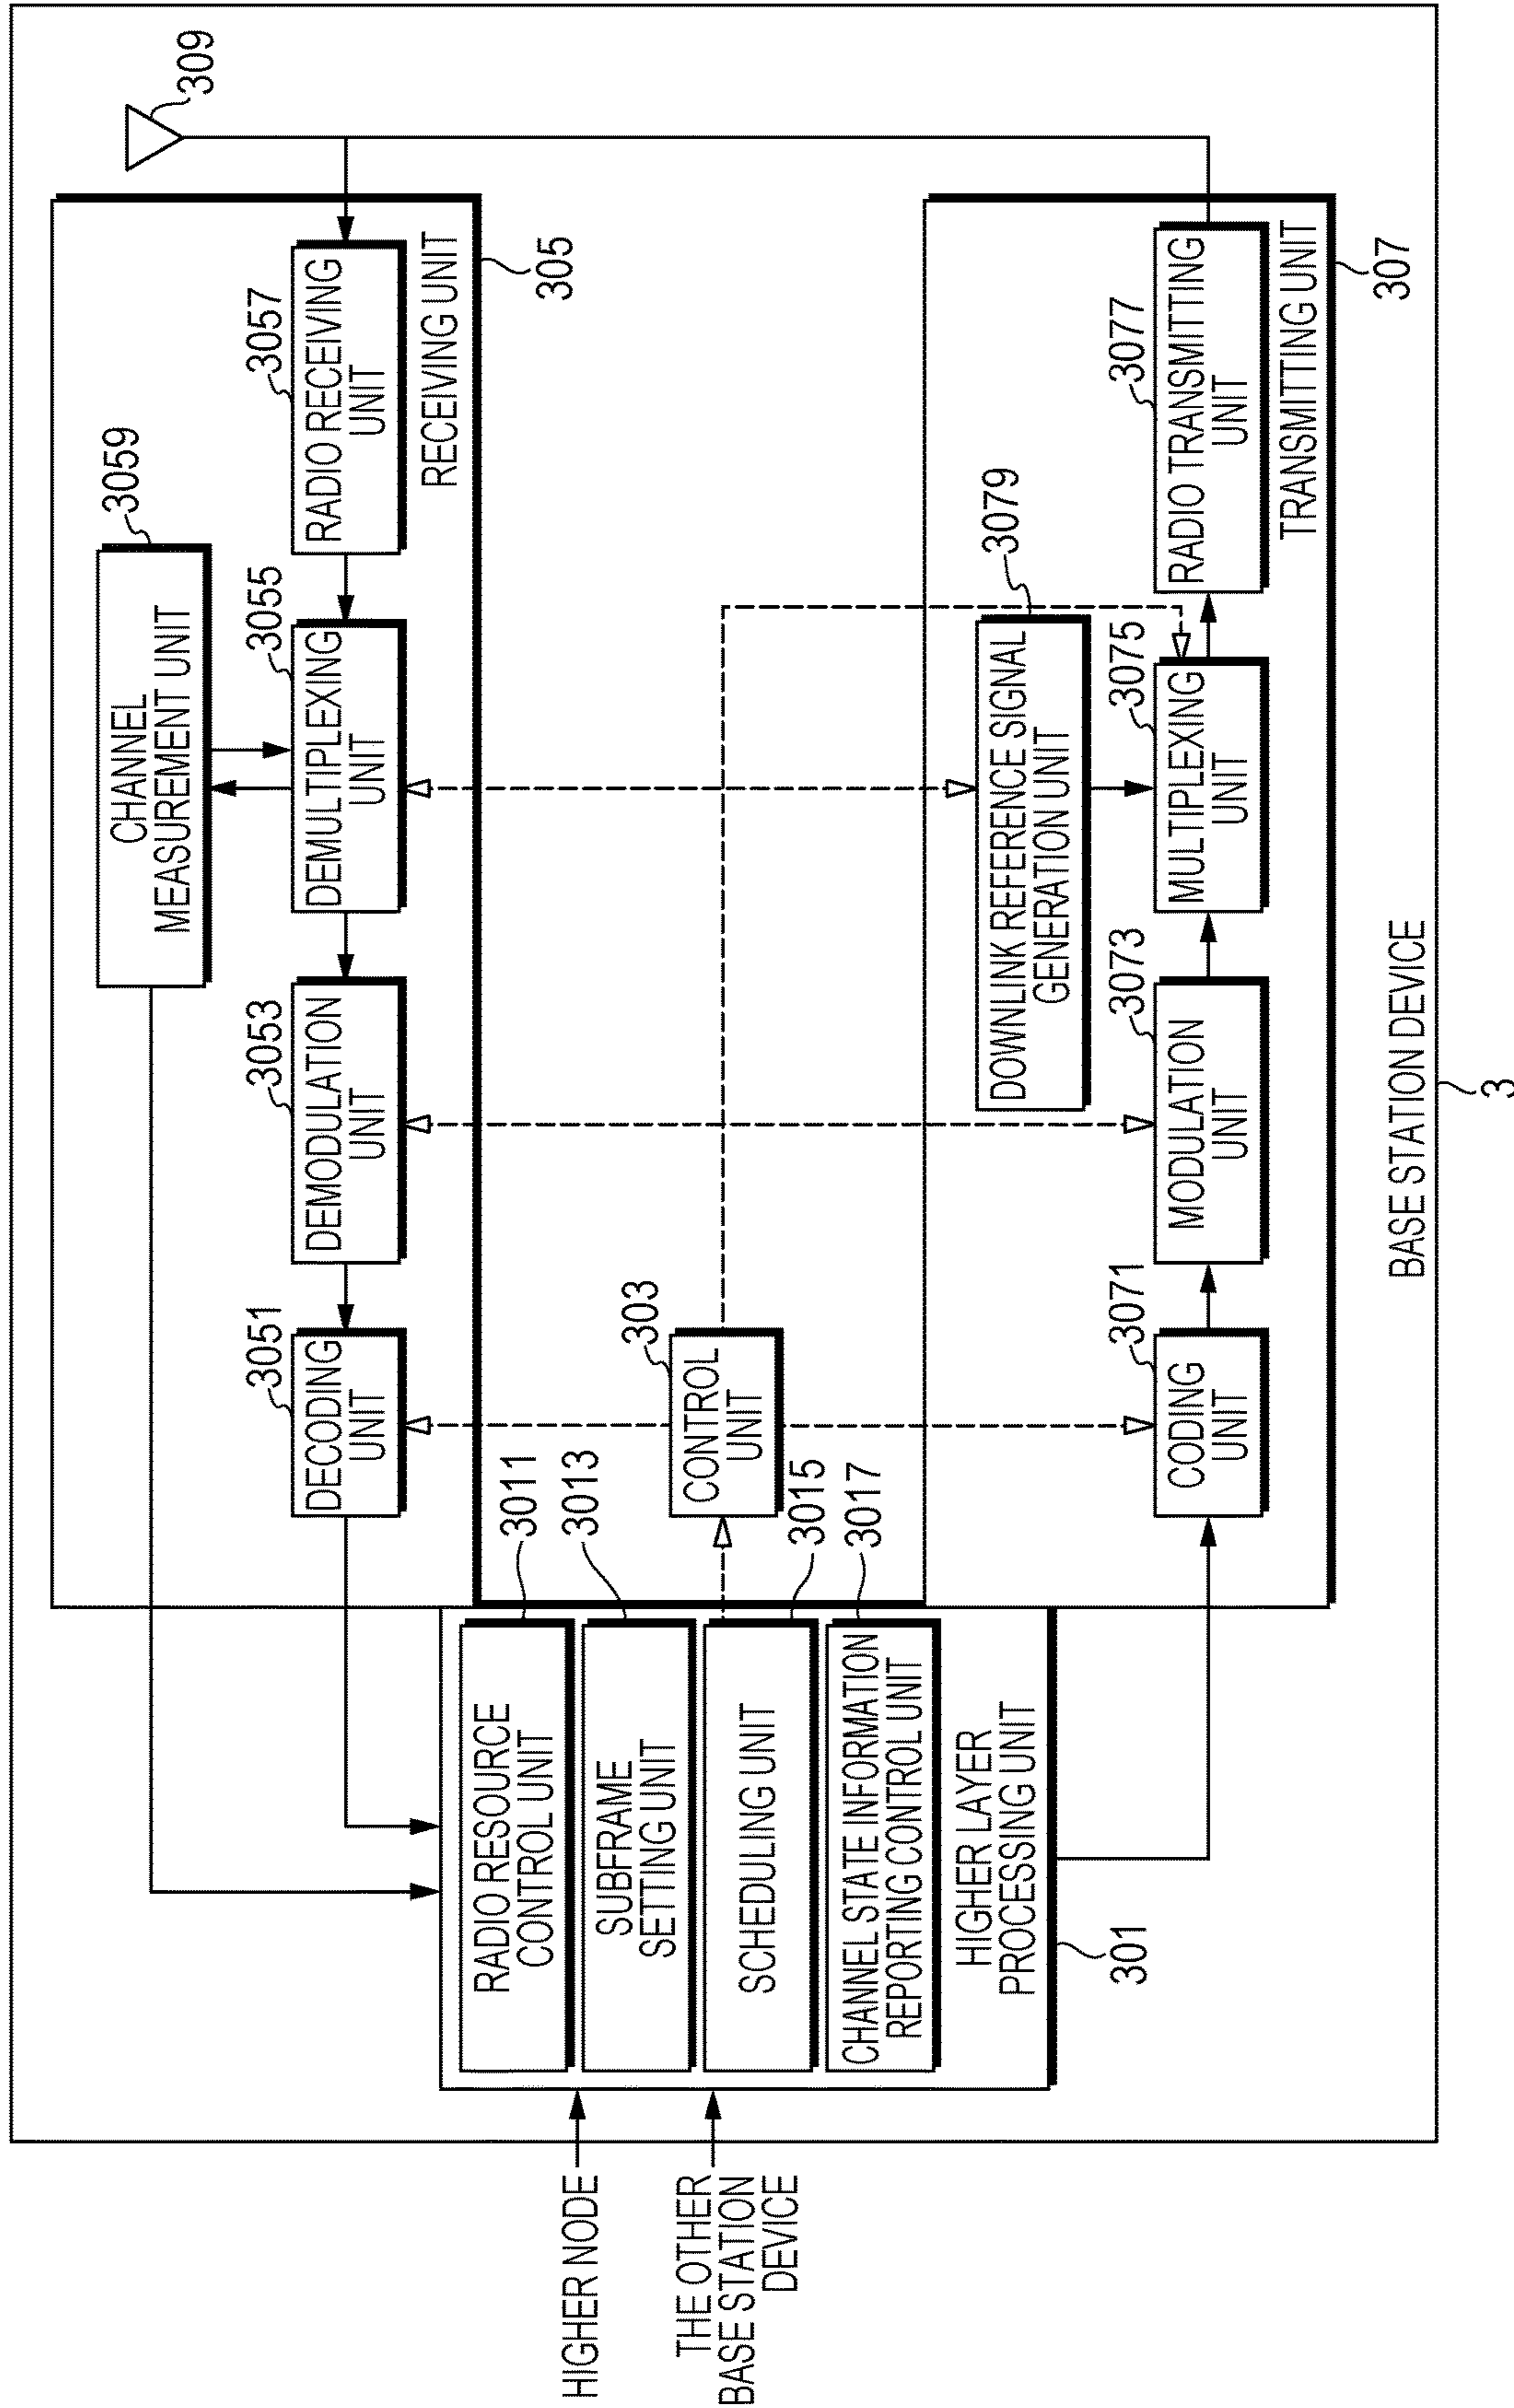 HIGHER NODE
THE OTHER
BASE STATION
DEVICE
RADIO RESOURCE
CONTROL UNIT
3011
SUBFRAME
SETTING UNIT
3013
SCHEDULING UNIT
3015
CHANNEL STATE INFORMATION
REPORTING CONTROL UNIT
3017
HIGHER LAYER
PROCESSING UNIT
301
CHANNEL
MEASUREMENT UNIT
3059
DECODING
UNIT
3051
DEMODULATION
UNIT
3053
DEMULTIPLEXING
UNIT
3055
RADIO RECEIVING
UNIT
3057
RECEIVING UNIT
305
309
CONTROL
UNIT
303
DOWNLINK REFERENCE SIGNAL
GENERATION UNIT
3079
CODING
UNIT
3071
MODULATION
UNIT
3073
MULTIPLEXING
UNIT
3075
RADIO TRANSMITTING
UNIT
3077
TRANSMITTING UNIT
307
BASE STATION DEVICE
3